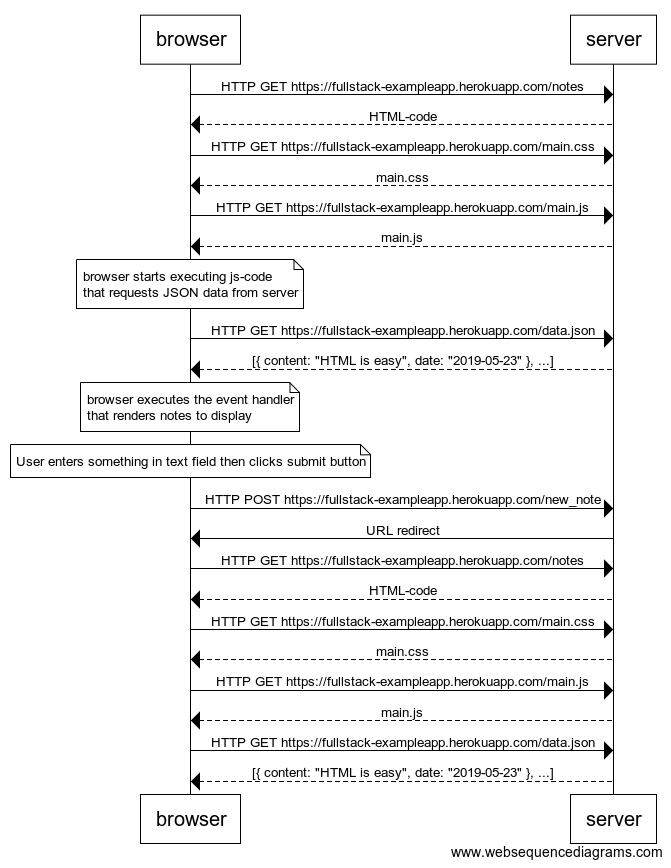 browser
server
HTTP GET https://fullstack-exampleapp.herokuapp.com/notes
HTML-code
HTTP GET https://fullstack-exampleapp.herokuapp.com/main.css
main.css
HTTP GET https://fullstack-exampleapp.herokuapp.com/main.js
main.js
browser starts executing js-code
that requests JSON data from server
HTTP GET https://fullstack-exampleapp.herokuapp.com/data.json
[{ content: "HTML is easy", date: "2019-05-23" }, ...]
browser executes the event handler
that renders notes to display
User enters something in text field then clicks submit button
HTTP POST https://fullstack-exampleapp.herokuapp.com/new_note
URL redirect
HTTP GET https://fullstack-exampleapp.herokuapp.com/notes
HTML-code
HTTP GET https://fullstack-exampleapp.herokuapp.com/main.css
main.css
HTTP GET https://fullstack-exampleapp.herokuapp.com/main.js
main.js
HTTP GET https://fullstack-exampleapp.herokuapp.com/data.json
[{ content: "HTML is easy", date: "2019-05-23" }, ...]
browser
server
www.websequencediagrams.com